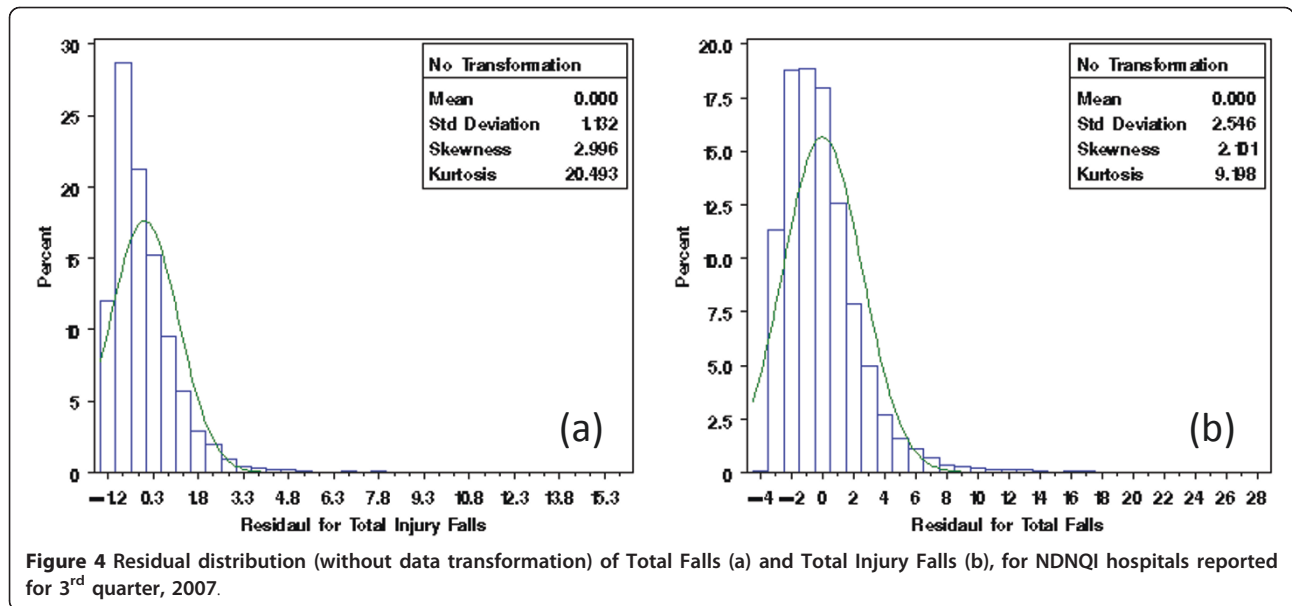 30
25
20
15
10
5
0
Percent
No Transformation
Mean 0.000
Std Deviation 1.132
Skewness 2.996
Kurtosis 20.493
(a)
-1.2 0.3 1.8 3.3 4.8 6.3 7.8 9.3 10.8 12.3 13.8 15.3
Residaul for Total Injury Falls
20.0
17.5
15.0
12.5
10.0
7.5
5.0
2.5
0
Percent
No Transformation
Mean 0.000
Std Deviation 2.546
Skewness 2.101
Kurtosis 9.198
(b)
-4 -2 0 2 4 6 8 10 12 14 16 18 20 22 24 26 28
Residaul for Total Falls
Figure 4 Residual distribution (without data transformation) of Total Falls (a) and Total Injury Falls (b), for NDNQI hospitals reported
for 3rd quarter, 2007.